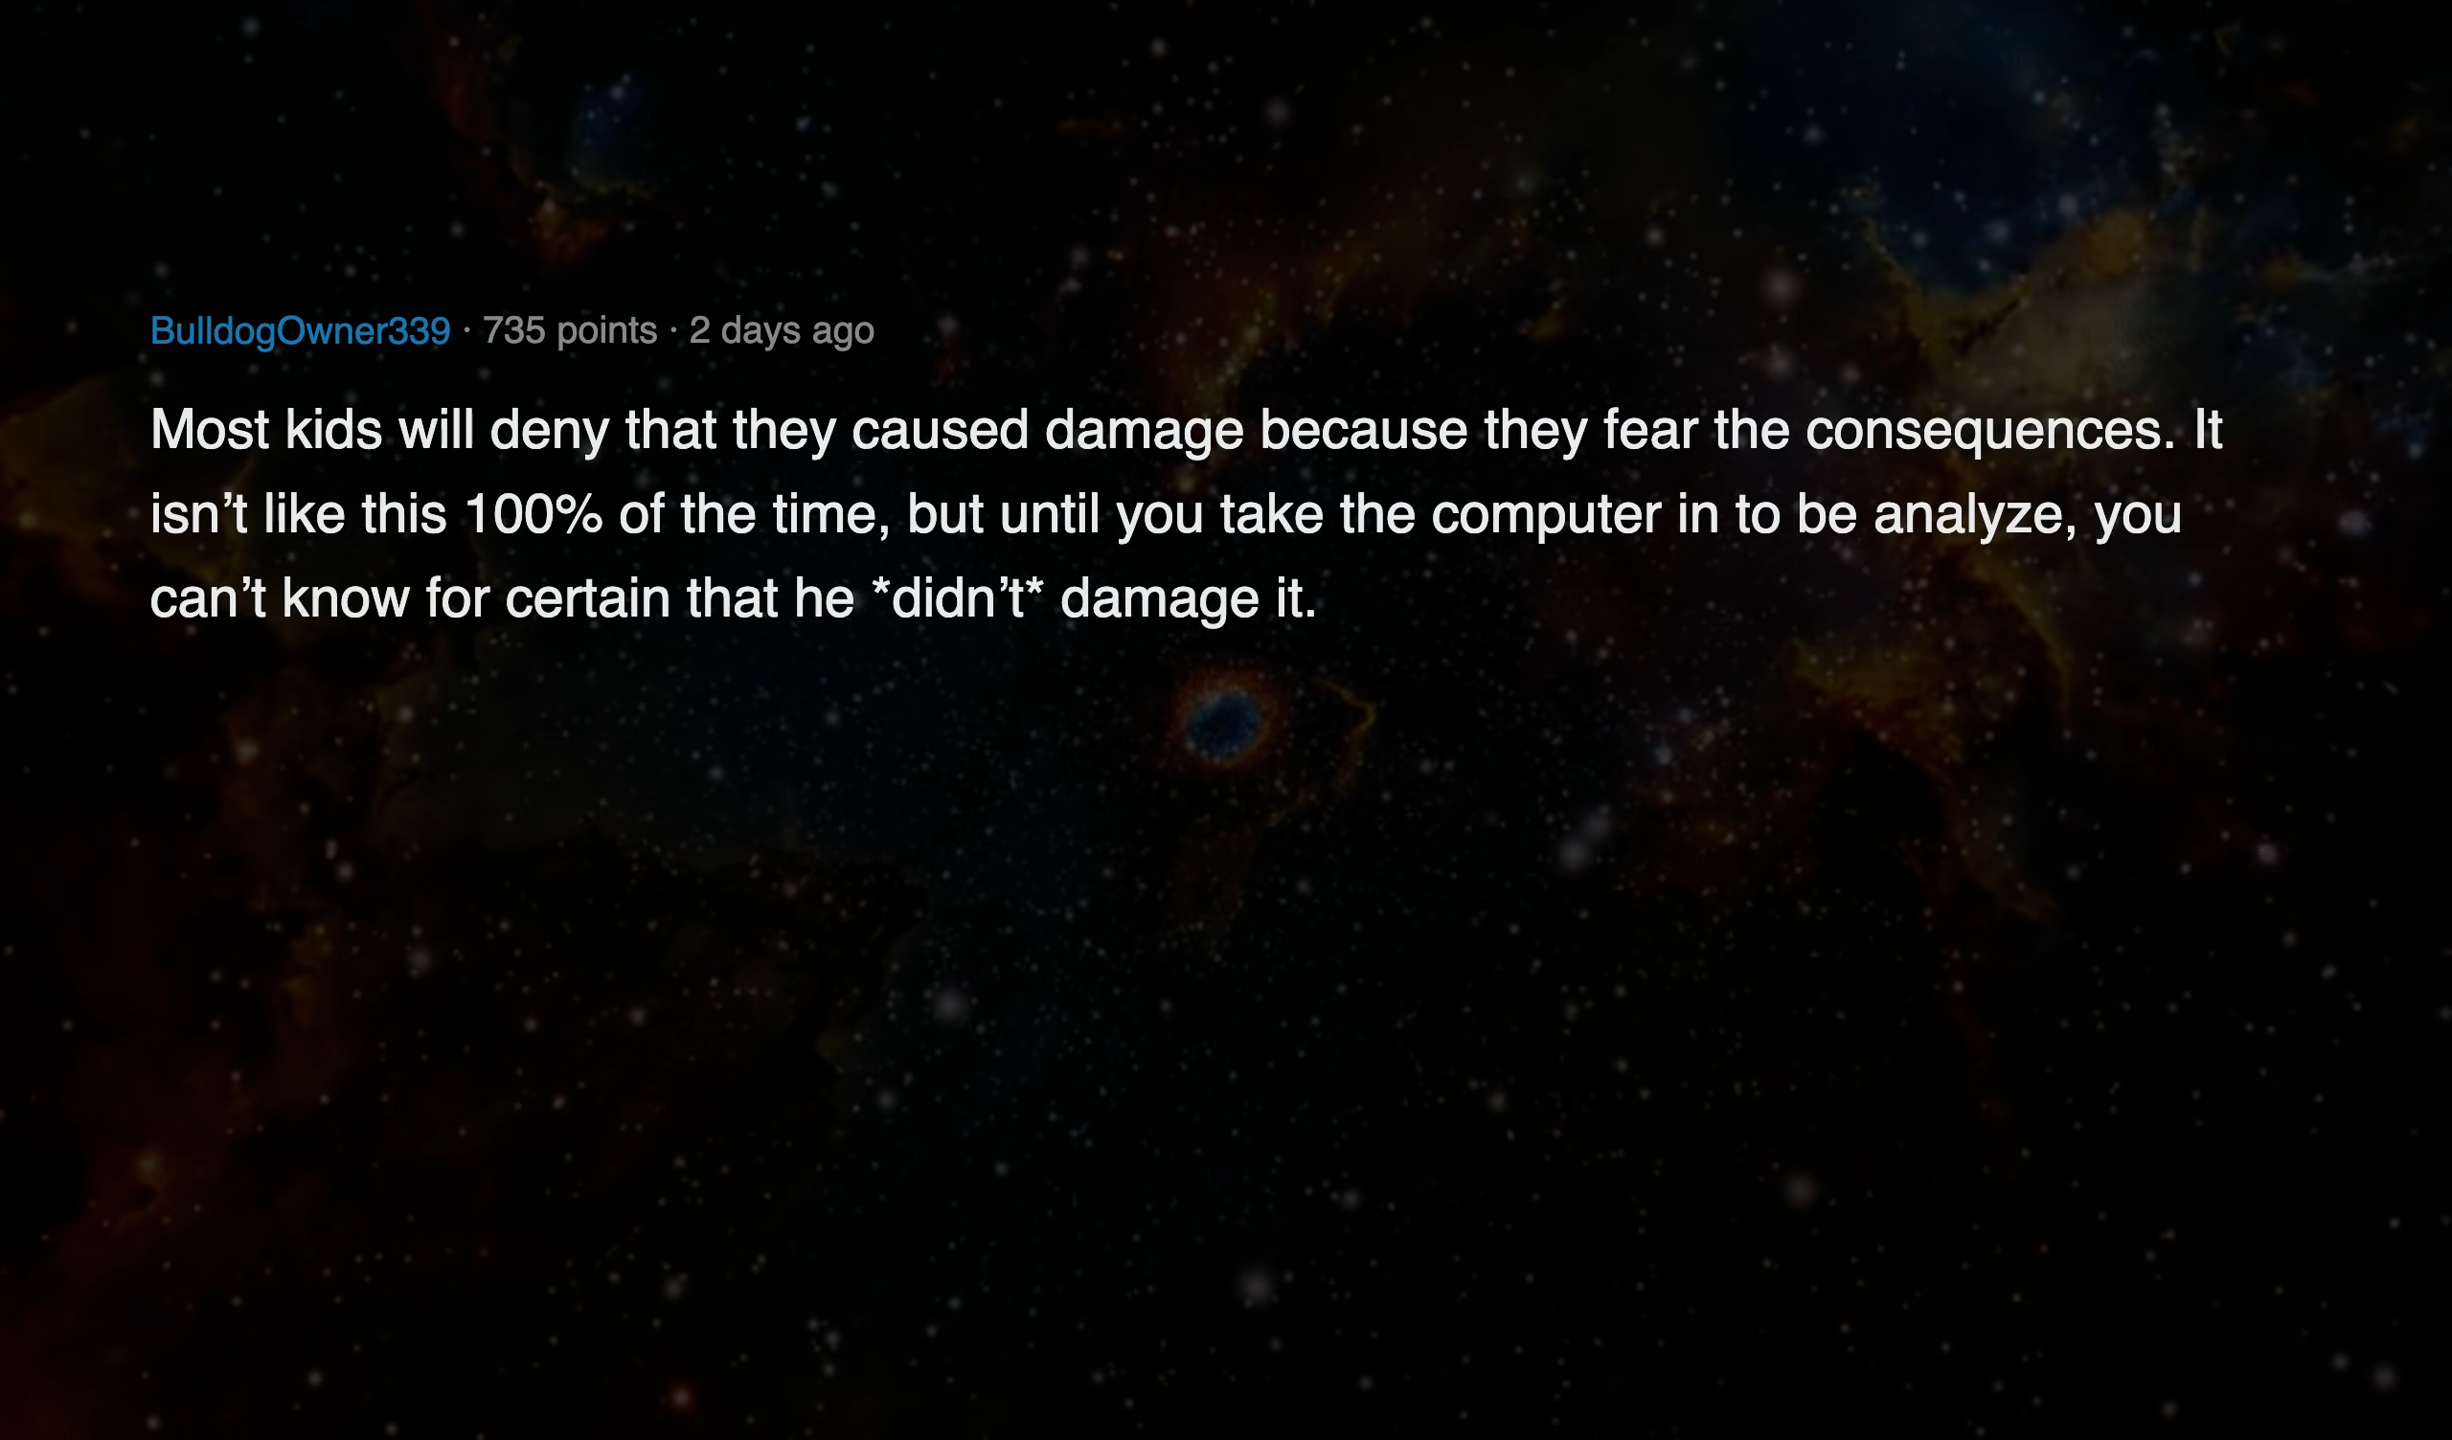 BulldogOwner339 · 735 points · 2 days ago
Most kids will deny that they caused damage because they fear the consequences. It
isn’t like this 100% of the time, but until you take the computer in to be analyze, you
can’t know for certain that he *didn’t* damage it.